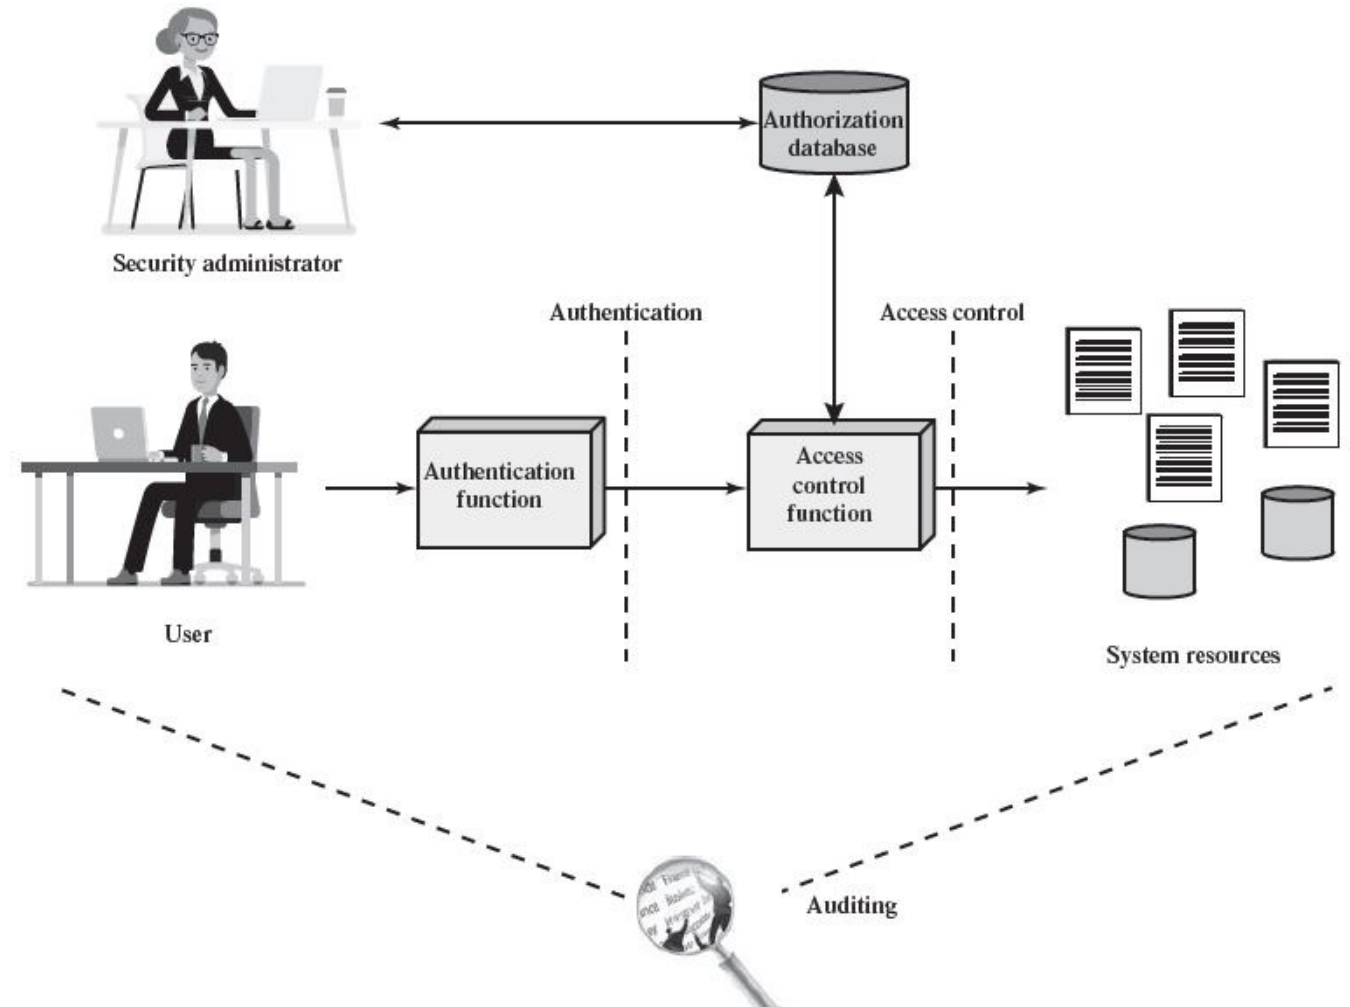 Authorization
database
Security administrator
Authentication
Access control
Authentication
function
Access
control
function
User
System resources
Auditing